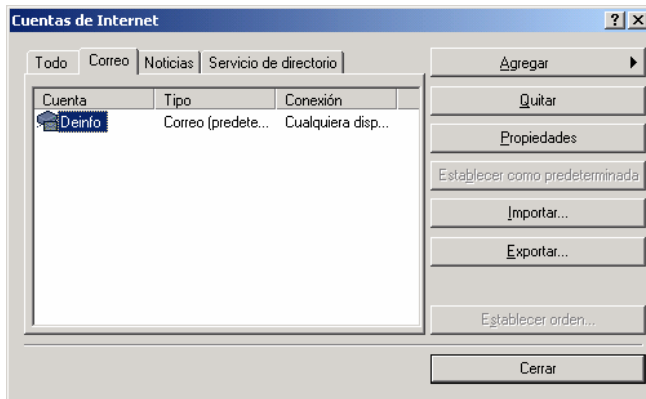 Cuentas de Internet
Todo Correo Noticias Servicio de directorio
Cuenta Tipo Conexión
Deinfo Correo (predete... Cualquiera disp...
Agregar
Quitar
Propiedades
Establecer como predeterminada
Importar...
Exportar...
Establecer orden...
Cerrar